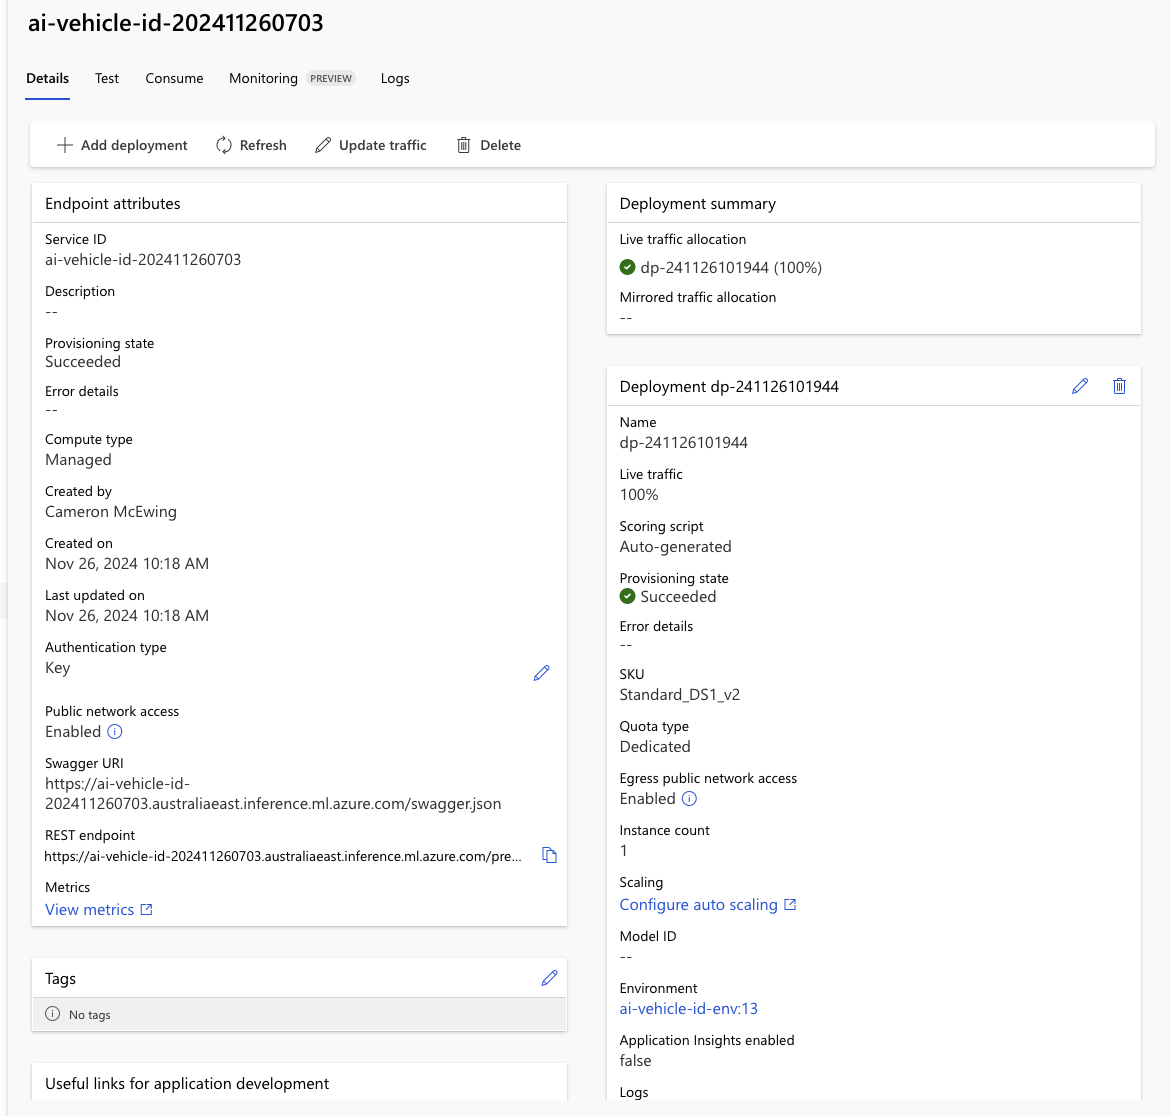 ai-vehicle-id-202411260703
Details Test Consume Monitoring PREVIEW Logs
Add deployment Refresh Update traffic Delete
Endpoint attributes
Service ID
ai-vehicle-id-202411260703
Description
--
Provisioning state
Succeeded
Error details
--
Compute type
Managed
Created by
Cameron McEwing
Created on
Nov 26, 2024 10:18 AM
Last updated on
Nov 26, 2024 10:18 AM
Authentication type
Key
Public network access
Enabled
Swagger URI
https://ai-vehicle-id-
202411260703.australiaeast.inference.ml.azure.com/swagger.json
REST endpoint
https://ai-vehicle-id-202411260703.australiaeast.inference.ml.azure.com/pre...
Metrics
View metrics
Tags
No tags
Useful links for application development
Deployment summary
Live traffic allocation
dp-241126101944 (100%)
Mirrored traffic allocation
--
Deployment dp-241126101944
Name
dp-241126101944
Live traffic
100%
Scoring script
Auto-generated
Provisioning state
Succeeded
Error details
--
SKU
Standard_DS1_v2
Quota type
Dedicated
Egress public network access
Enabled
Instance count
1
Scaling
Configure auto scaling
Model ID
--
Environment
ai-vehicle-id-env:13
Application Insights enabled
false
Logs